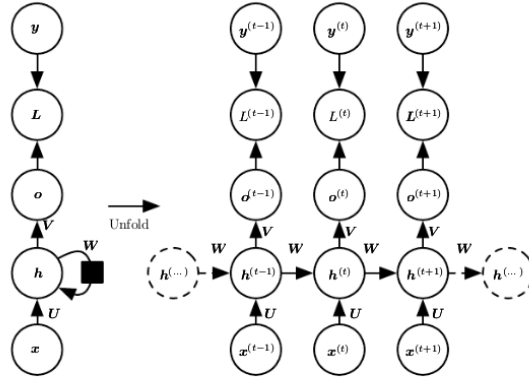 y y^(t−1) y^(t) y^(t+1)
L L^(t−1) L^(t) L^(t+1)
o o^(t−1) o^(t) o^(t+1)
Unfold
V V V V
W W W W W
h h^(...) h^(t−1) h^(t) h^(t+1) h^(...)
U U U U
x x^(t−1) x^(t) x^(t+1)